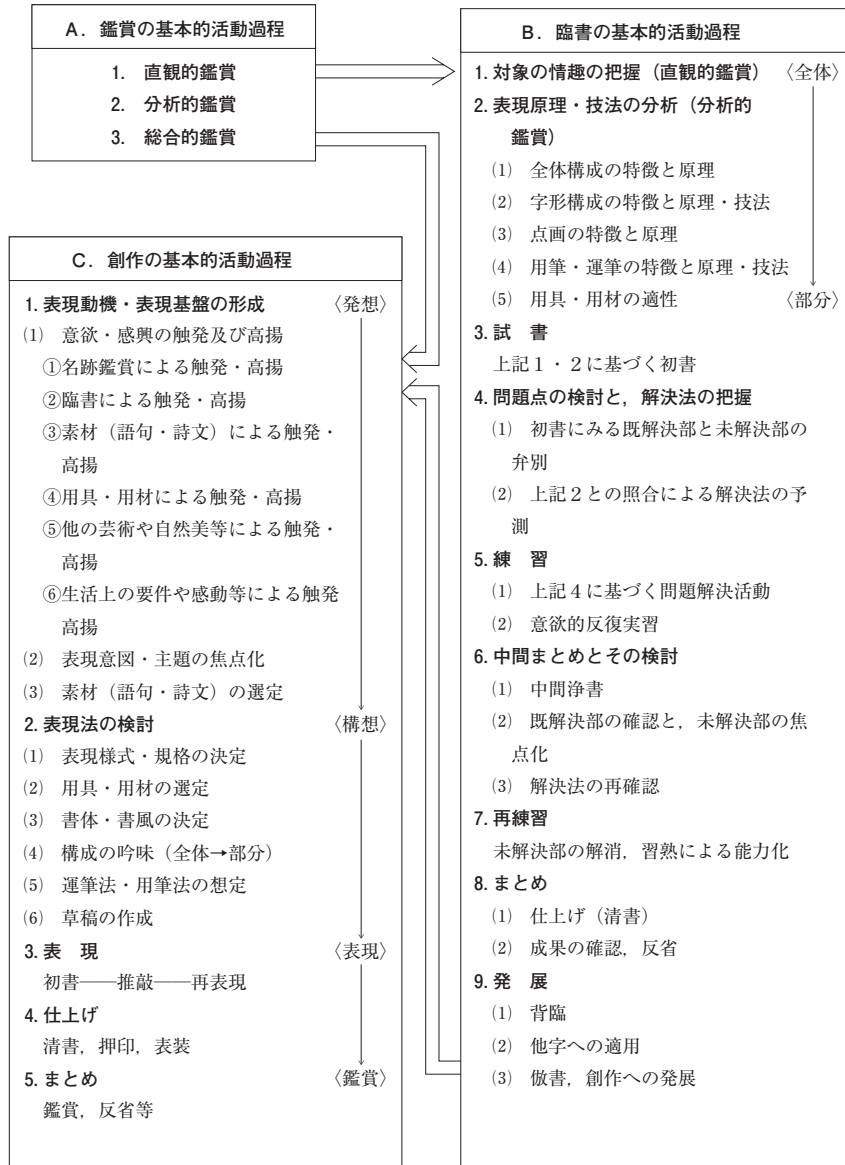 A．鑑賞の基本的活動過程
1．直観的鑑賞
2．分析的鑑賞
3．総合的鑑賞
B．臨書の基本的活動過程
1. 対象の情趣の把握（直観的鑑賞）〈全体〉
2. 表現原理・技法の分析（分析的
鑑賞）
⑴　全体構成の特徴と原理
⑵　字形構成の特徴と原理・技法
⑶　点画の特徴と原理
⑷　用筆・運筆の特徴と原理・技法
⑸　用具・用材の適性　〈部分〉
3. 試　書
上記１・２に基づく初書
4. 問題点の検討と，解決法の把握
⑴　初書にみる既解決部と未解決部の
弁別
⑵　上記２との照合による解決法の予
測
5. 練　習
⑴　上記４に基づく問題解決活動
⑵　意欲的反復実習
6. 中間まとめとその検討
⑴　中間浄書
⑵　既解決部の確認と，未解決部の焦
点化
⑶　解決法の再確認
7. 再練習
未解決部の解消，習熟による能力化
8. まとめ
⑴　仕上げ（清書）
⑵　成果の確認，反省
9. 発　展
⑴　背臨
⑵　他字への適用
⑶　倣書，創作への発展
C．創作の基本的活動過程
1. 表現動機・表現基盤の形成　〈発想〉
⑴　意欲・感興の触発及び高揚
①名跡鑑賞による触発・高揚
②臨書による触発・高揚
③素材（語句・詩文）による触発・
高揚
④用具・用材による触発・高揚
⑤他の芸術や自然美等による触発・
高揚
⑥生活上の要件や感動等による触発
高揚
⑵　表現意図・主題の焦点化
⑶　素材（語句・詩文）の選定
2. 表現法の検討　〈構想〉
⑴　表現様式・規格の決定
⑵　用具・用材の選定
⑶　書体・書風の決定
⑷　構成の吟味（全体→部分）
⑸　運筆法・用筆法の想定
⑹　草稿の作成
3. 表　現　〈表現〉
初書──推敲──再表現
4. 仕上げ
清書，押印，表装
5. まとめ　〈鑑賞〉
鑑賞，反省等